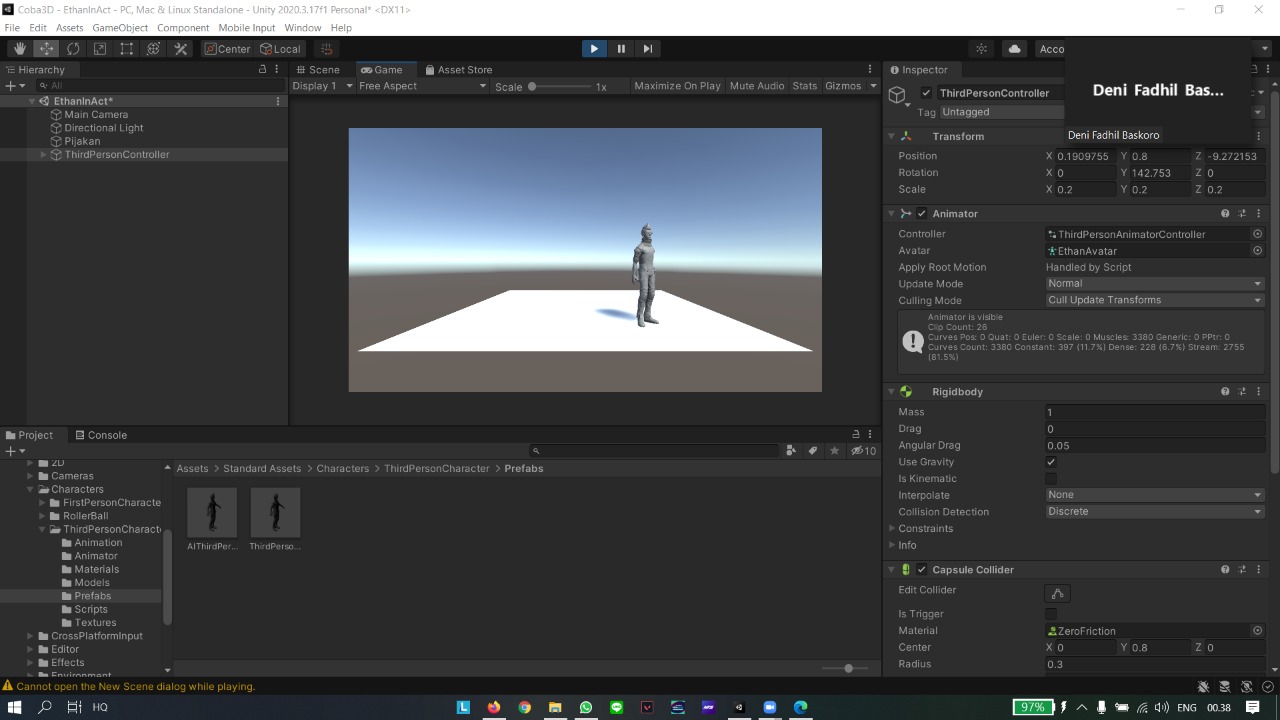 Coba3D - EthanInAct - PC, Mac & Linux Standalone - Unity 2020.3.17f1 Personal* <DX11>
File Edit Assets GameObject Component Mobile Input Window Help
Center Local
Acco
Hierarchy
All
EthanInAct*
Main Camera
Directional Light
Pijakan
ThirdPersonController
Scene Game Asset Store
Display 1 Free Aspect Scale 1x Maximize On Play Mute Audio Stats Gizmos
Inspector
ThirdPersonController
Tag Untagged
Deni Fadhil Bas...
Deni Fadhil Baskoro
Transform
Position X 0.1909755 Y 0.8 Z -9.272153
Rotation X 0 Y 142.753 Z 0
Scale X 0.2 Y 0.2 Z 0.2
Animator
Controller ThirdPersonAnimatorController
Avatar EthanAvatar
Apply Root Motion Handled by Script
Update Mode Normal
Culling Mode Cull Update Transforms
Animator is visible
Clip Count: 26
Curves Pos: 0 Quat: 0 Euler: 0 Scale: 0 Muscles: 3380 Generic: 0 PPtr: 0
Curves Count: 3380 Constant: 397 (11.7%) Dense: 228 (6.7%) Stream: 2755
(81.5%)
Rigidbody
Mass 1
Drag 0
Angular Drag 0.05
Use Gravity
Is Kinematic
Interpolate None
Collision Detection Discrete
Constraints
Info
Capsule Collider
Edit Collider
Is Trigger
Material ZeroFriction
Center X 0 Y 0.8 Z 0
Radius 0.3
Project Console
10
2D
Cameras
Characters
FirstPersonCharacte
RollerBall
ThirdPersonCharact
Animation
Animator
Materials
Models
Prefabs
Scripts
Textures
CrossPlatformInput
Editor
Effects
Environment
Assets > Standard Assets > Characters > ThirdPersonCharacter > Prefabs
AIThirdPer... ThirdPerso...
Cannot open the New Scene dialog while playing.
HQ
97%
ENG 00.38